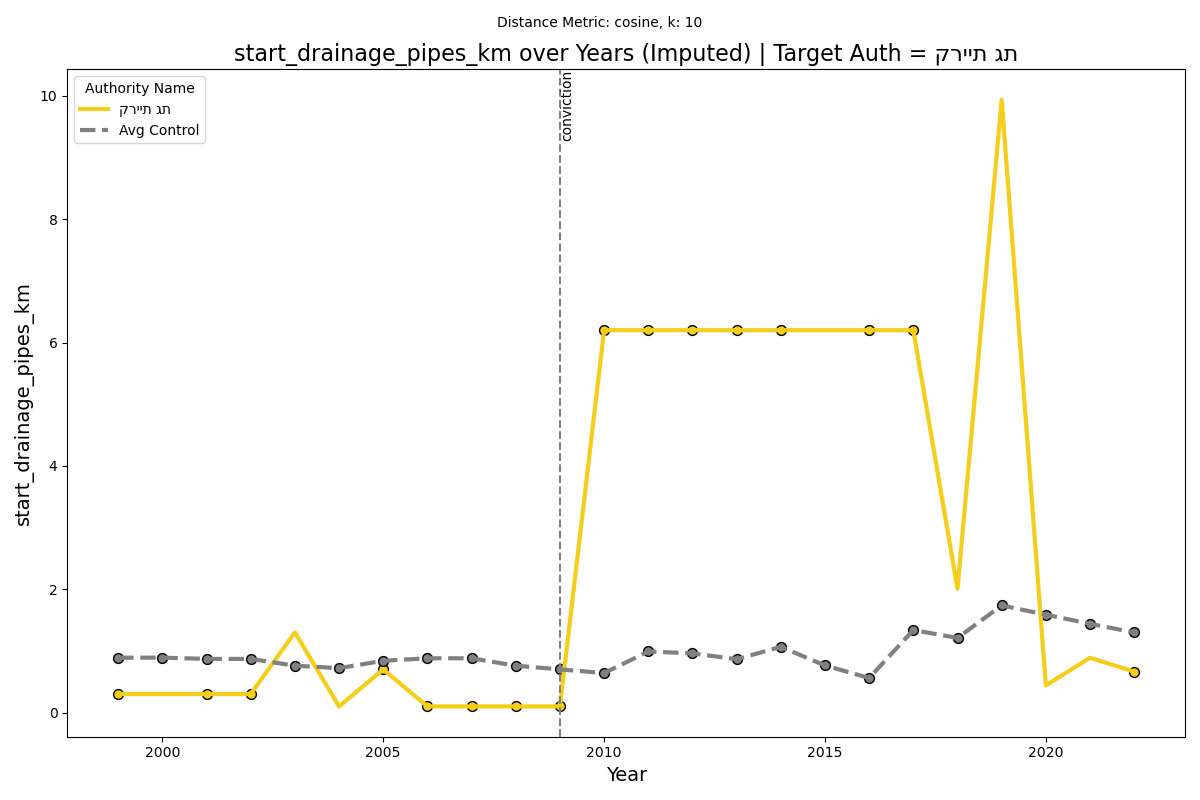 Distance Metric: cosine, k: 10
start_drainage_pipes_km over Years (Imputed) | Target Auth = קריית גת
Authority Name
קריית גת
Avg Control
conviction
10
8
6
4
2
0
start_drainage_pipes_km
2000
2005
2010
2015
2020
Year